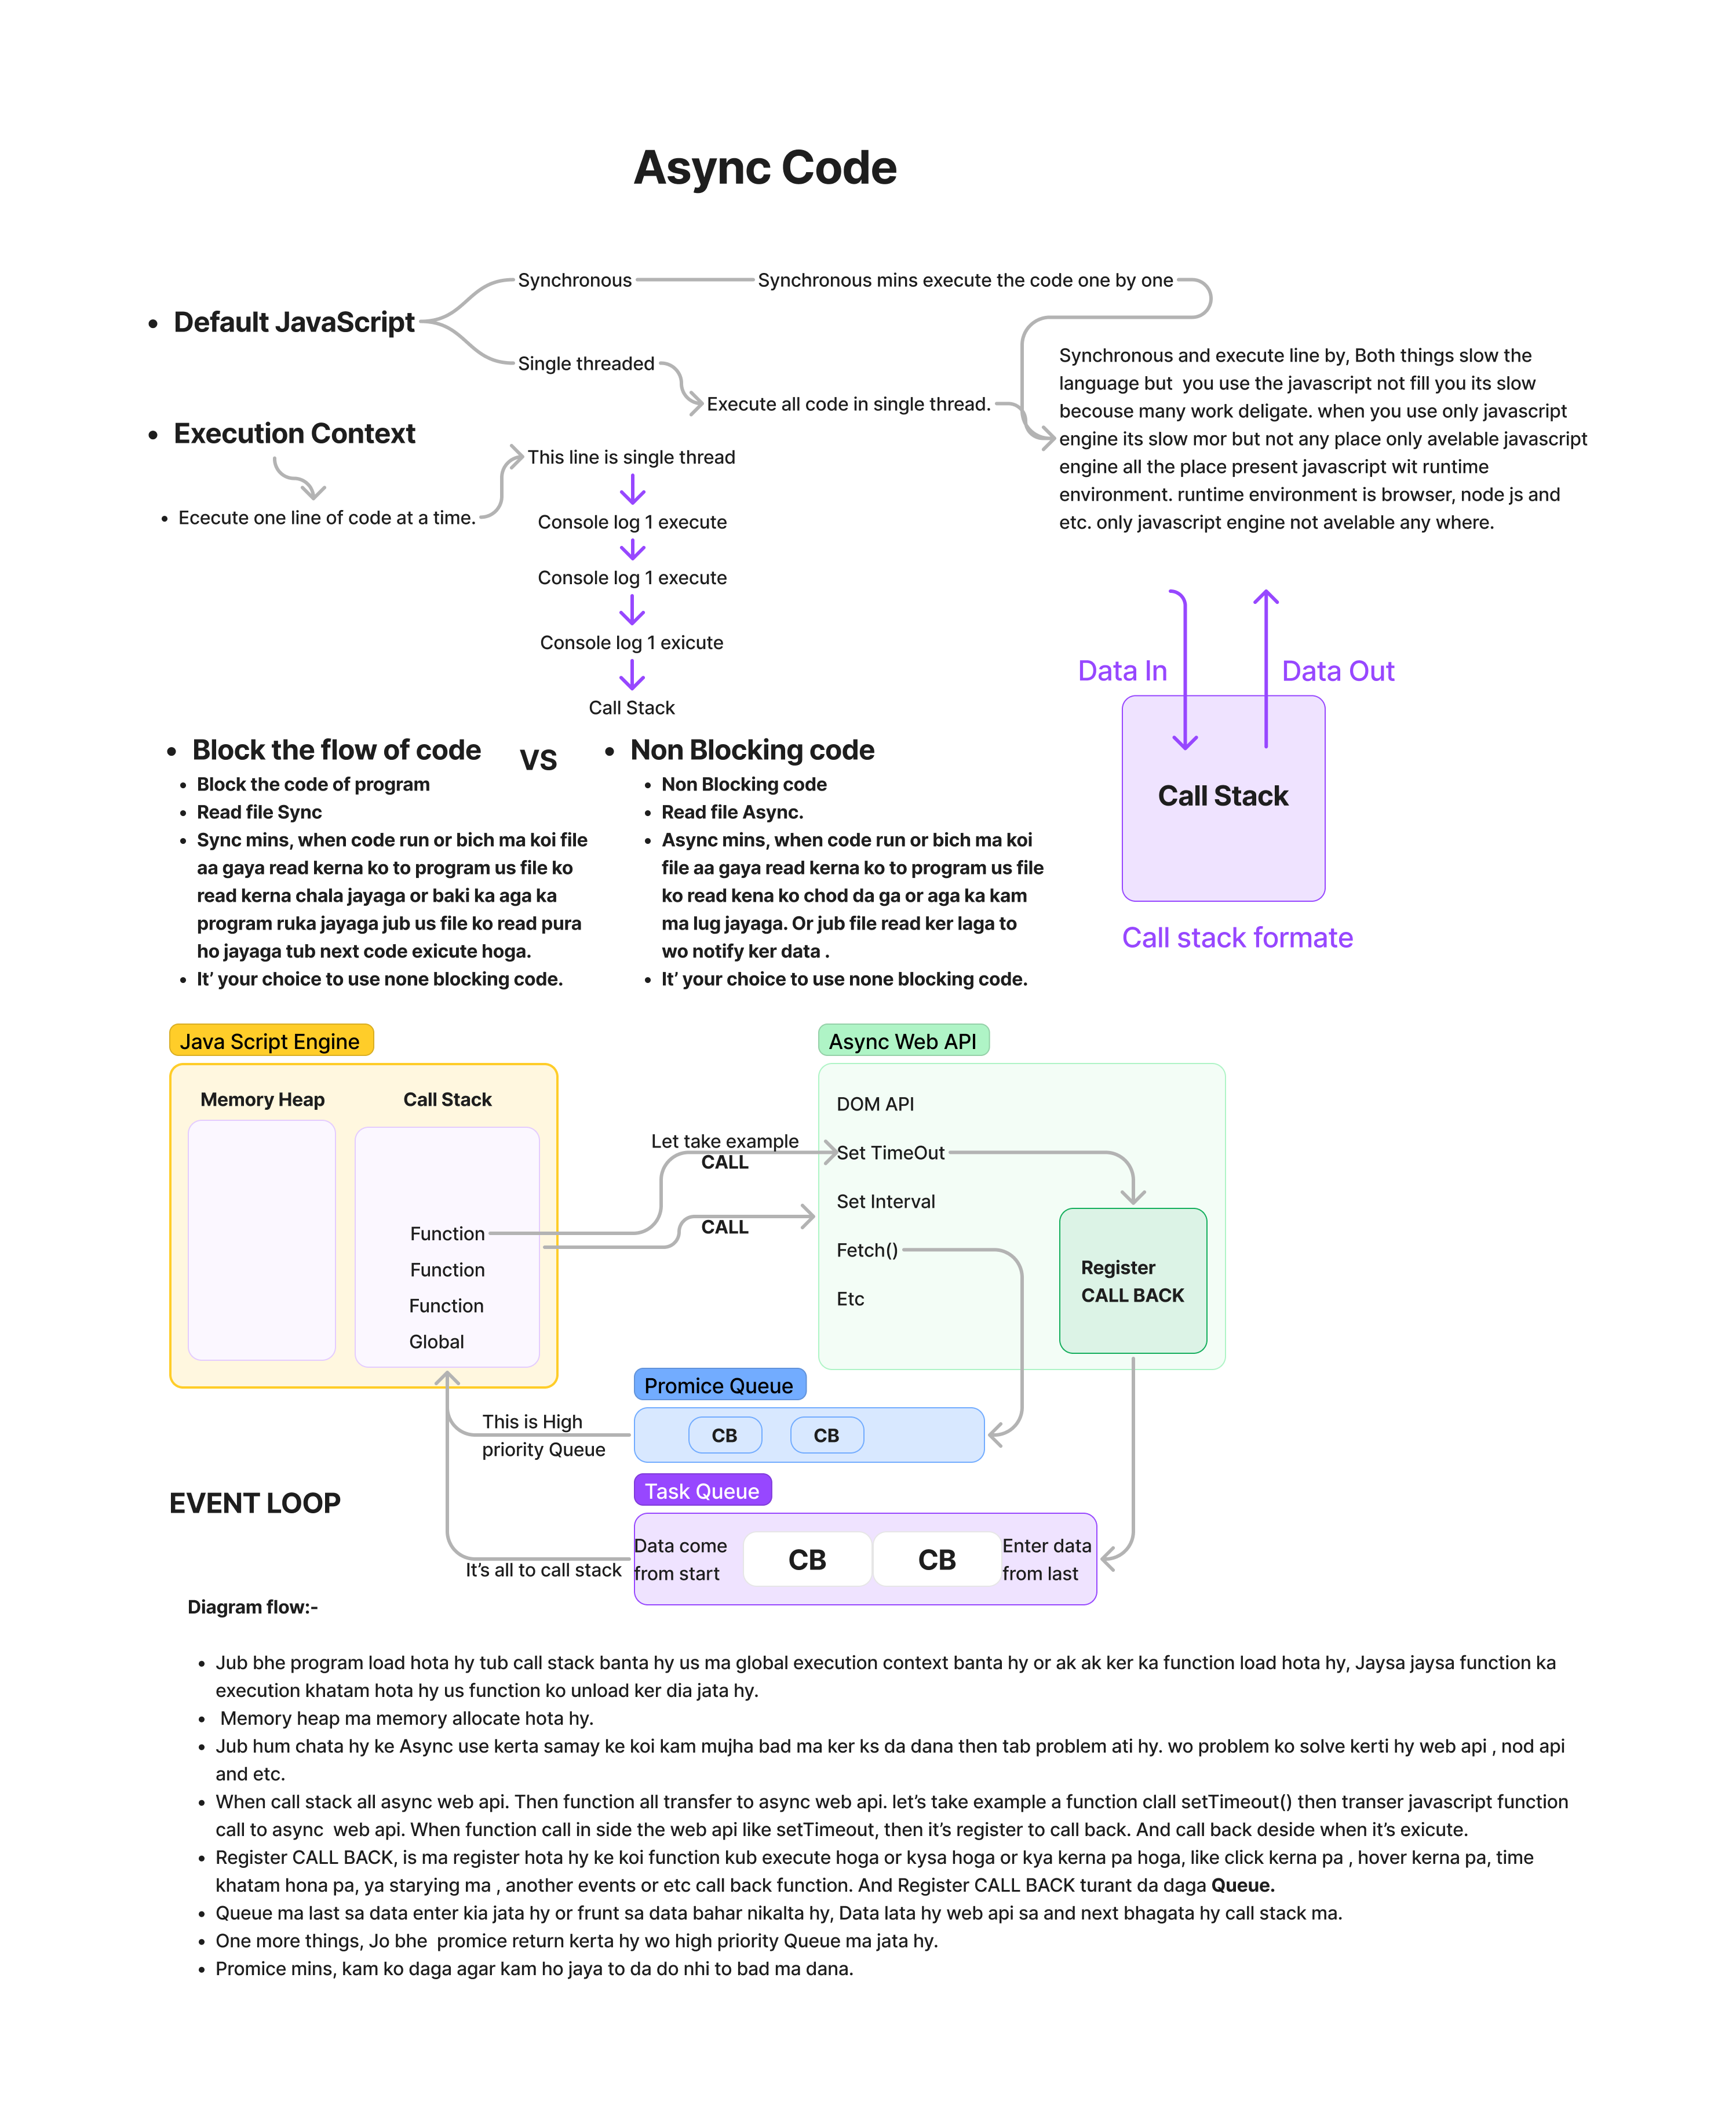 Async Code
Synchronous
Synchronous mins execute the code one by one
Default JavaScript
Single threaded
Execute all code in single thread.
Synchronous and execute line by, Both things slow the
language but  you use the javascript not fill you its slow
becouse many work deligate. when you use only javascript
engine its slow mor but not any place only avelable javascript
engine all the place present javascript wit runtime
environment. runtime environment is browser, node js and
etc. only javascript engine not avelable any where.
Execution Context
Ececute one line of code at a time.
This line is single thread
Console log 1 execute
Console log 1 execute
Console log 1 exicute
Call Stack
Data In
Data Out
Call Stack
Call stack formate
Block the flow of code
Block the code of program
Read file Sync
Sync mins, when code run or bich ma koi file
aa gaya read kerna ko to program us file ko
read kerna chala jayaga or baki ka aga ka
program ruka jayaga jub us file ko read pura
ho jayaga tub next code exicute hoga.
It’ your choice to use none blocking code.
VS
Non Blocking code
Non Blocking code
Read file Async.
Async mins, when code run or bich ma koi
file aa gaya read kerna ko to program us file
ko read kena ko chod da ga or aga ka kam
ma lug jayaga. Or jub file read ker laga to
wo notify ker data .
It’ your choice to use none blocking code.
Java Script Engine
Memory Heap
Call Stack
Function
Function
Function
Global
Let take example
CALL
CALL
Async Web API
DOM API
Set TimeOut
Set Interval
Fetch()
Etc
Register
CALL BACK
Promice Queue
CB
CB
This is High
priority Queue
EVENT LOOP
Task Queue
Data come
from start
CB
CB
Enter data
from last
It’s all to call stack
Diagram flow:-
Jub bhe program load hota hy tub call stack banta hy us ma global execution context banta hy or ak ak ker ka function load hota hy, Jaysa jaysa function ka
execution khatam hota hy us function ko unload ker dia jata hy.
Memory heap ma memory allocate hota hy.
Jub hum chata hy ke Async use kerta samay ke koi kam mujha bad ma ker ks da dana then tab problem ati hy. wo problem ko solve kerti hy web api , nod api
and etc.
When call stack all async web api. Then function all transfer to async web api. let’s take example a function clall setTimeout() then transer javascript function
call to async  web api. When function call in side the web api like setTimeout, then it’s register to call back. And call back deside when it’s exicute.
Register CALL BACK, is ma register hota hy ke koi function kub execute hoga or kysa hoga or kya kerna pa hoga, like click kerna pa , hover kerna pa, time
khatam hona pa, ya starying ma , another events or etc call back function. And Register CALL BACK turant da daga Queue.
Queue ma last sa data enter kia jata hy or frunt sa data bahar nikalta hy, Data lata hy web api sa and next bhagata hy call stack ma.
One more things, Jo bhe  promice return kerta hy wo high priority Queue ma jata hy.
Promice mins, kam ko daga agar kam ho jaya to da do nhi to bad ma dana.